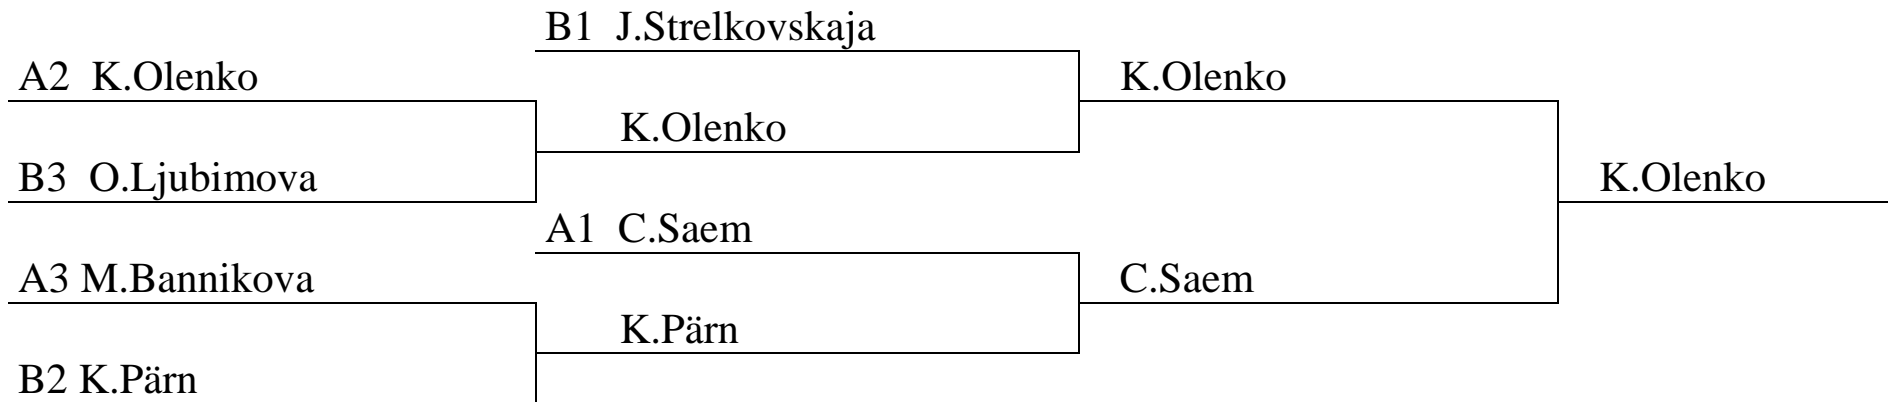 B1 J.Strelkovskaja
A2 K.Olenko
K.Olenko
K.Olenko
B3 O.Ljubimova
K.Olenko
A1 C.Saem
A3 M.Bannikova
C.Saem
K.Pärn
B2 K.Pärn